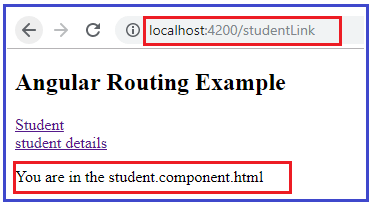 localhost:4200/studentLink
Angular Routing Example
Student
student details
You are in the student.component.html